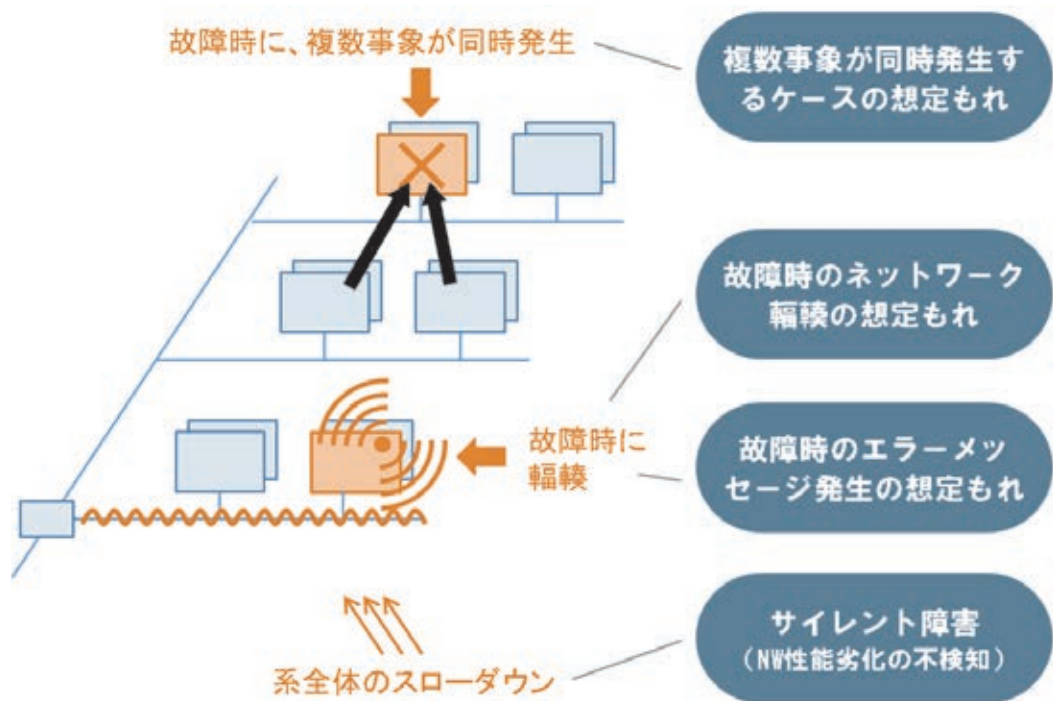 故障時に、複数事象が同時発生
複数事象が同時発生す
るケースの想定もれ
故障時のネットワーク
輻輳の想定もれ
故障時に
輻輳
故障時のエラーメッ
セージ発生の想定もれ
サイレント障害
（NW性能劣化の不検知）
系全体のスローダウン